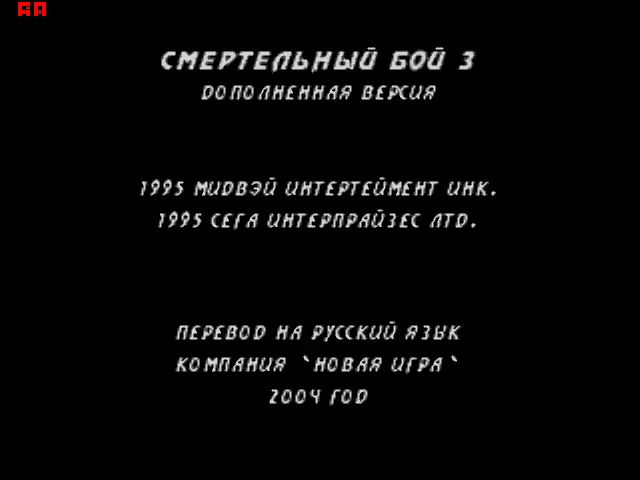 СМЕРТЕЛЬНЫЙ БОЙ 3
ДОПОЛНЕННАЯ ВЕРСИЯ
1995 МИДВЭЙ ИНТЕРТЕЙМЕНТ ИНК.
1995 СЕГА ИНТЕРПРАЙЗЕС ЛТД.
ПЕРЕВОД НА РУССКИЙ ЯЗЫК
КОМПАНИЯ `НОВАЯ ИГРА`
2004 ГОД